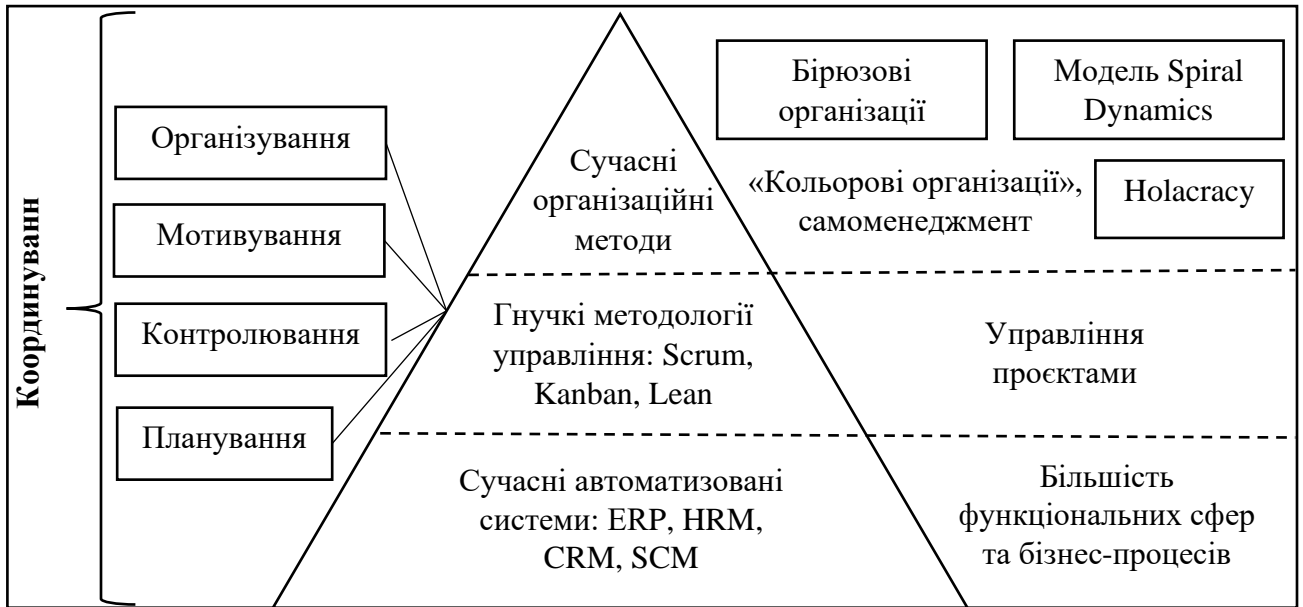 Координуванн
Організування
Мотивування
Контролювання
Планування
Сучасні
організаційні
методи
Гнучкі методології
управління: Scrum,
Kanban, Lean
Сучасні автоматизовані
системи: ERP, HRM,
CRM, SCM
Бірюзові
організації
Модель Spiral
Dynamics
«Кольорові організації»,
самоменеджмент
Holacracy
Управління
проєктами
Більшість
функціональних сфер
та бізнес-процесів